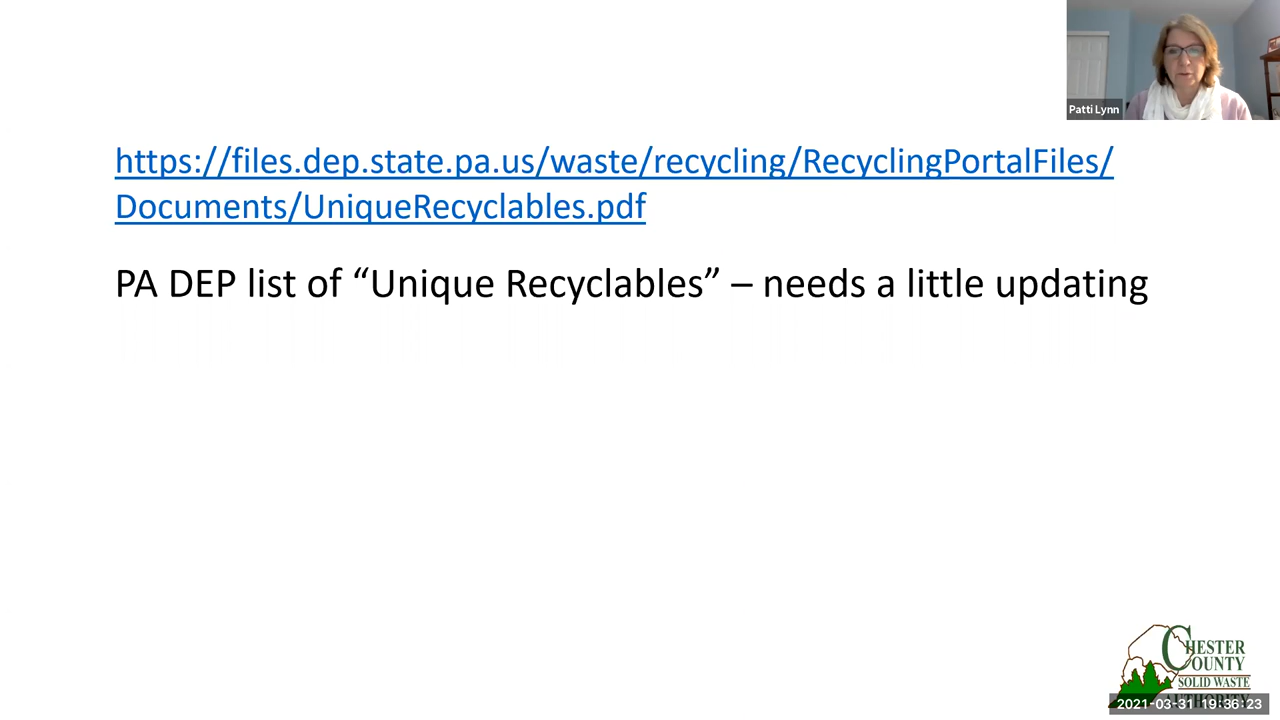 Patti Lynn
https://files.dep.state.pa.us/waste/recycling/RecyclingPortalFiles/
Documents/UniqueRecyclables.pdf
PA DEP list of “Unique Recyclables” – needs a little updating
CHESTER
COUNTY
SOLID WASTE
AUTHORITY
2021-03-31 19:36:23